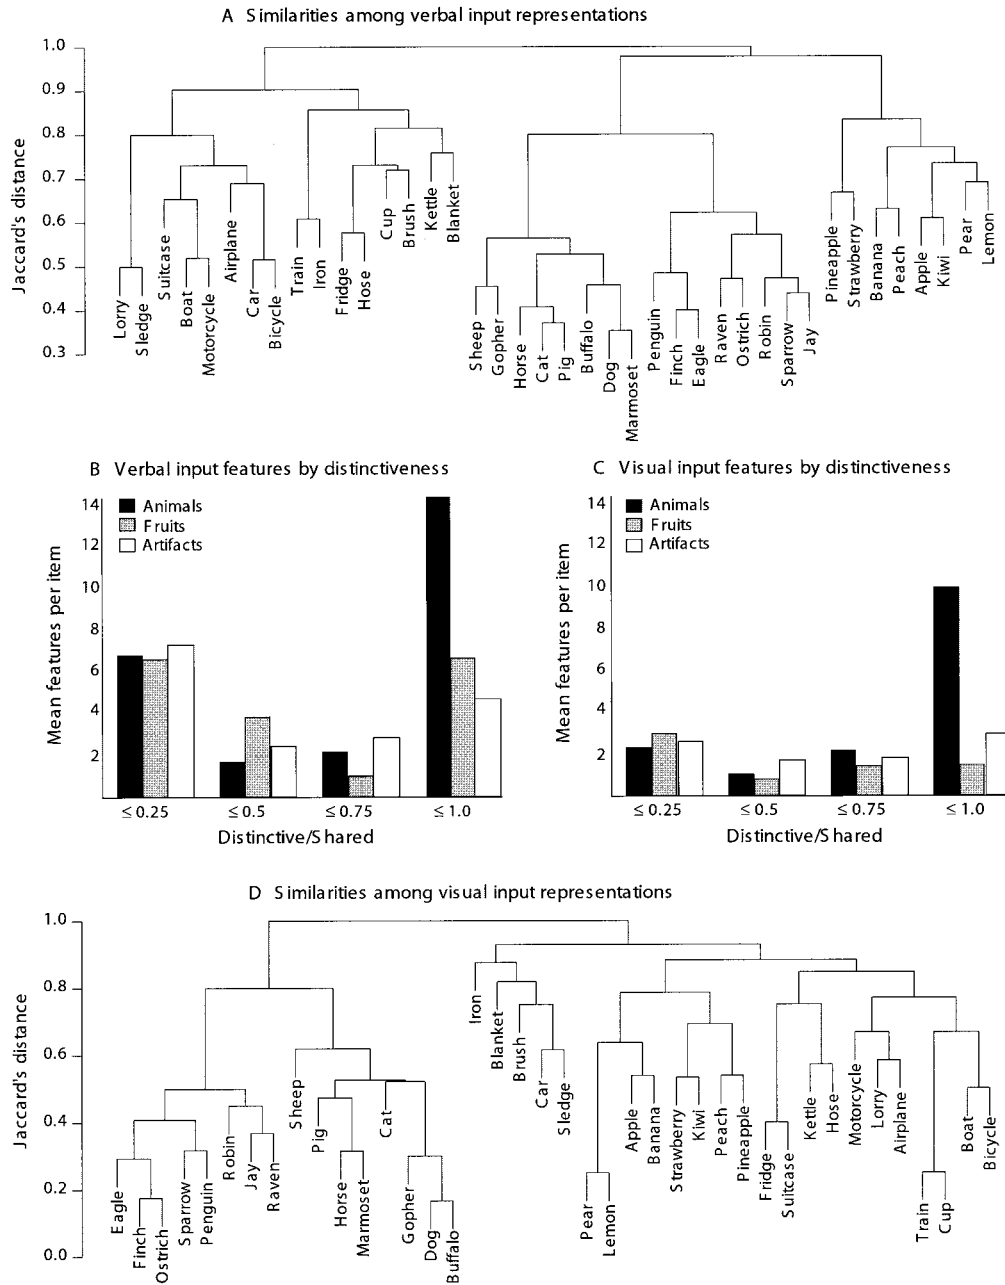 A Similarities among verbal input representations
Jaccard's distance
1.0
0.9
0.8
0.7
0.6
0.5
0.4
0.3
Lorry
Sledge
Suitcase
Boat
Motorcycle
Airplane
Car
Bicycle
Train
Iron
Fridge
Hose
Cup
Brush
Kettle
Blanket
Sheep
Gopher
Horse
Cat
Pig
Buffalo
Dog
Marmoset
Penguin
Finch
Eagle
Raven
Ostrich
Robin
Sparrow
Jay
Pineapple
Strawberry
Banana
Peach
Apple
Kiwi
Pear
Lemon
B Verbal input features by distinctiveness
Mean features per item
14
12
10
8
6
4
2
Animals
Fruits
Artifacts
≤ 0.25
≤ 0.5
≤ 0.75
≤ 1.0
Distinctive/Shared
C Visual input features by distinctiveness
Mean features per item
14
12
10
8
6
4
2
Animals
Fruits
Artifacts
≤ 0.25
≤ 0.5
≤ 0.75
≤ 1.0
Distinctive/Shared
D Similarities among visual input representations
Jaccard's distance
1.0
0.8
0.6
0.4
0.2
0.0
Eagle
Finch
Ostrich
Sparrow
Penguin
Robin
Jay
Raven
Sheep
Pig
Horse
Marmoset
Cat
Gopher
Dog
Buffalo
Iron
Blanket
Brush
Car
Sledge
Pear
Lemon
Apple
Banana
Strawberry
Kiwi
Peach
Pineapple
Fridge
Suitcase
Kettle
Hose
Motorcycle
Lorry
Airplane
Train
Cup
Boat
Bicycle